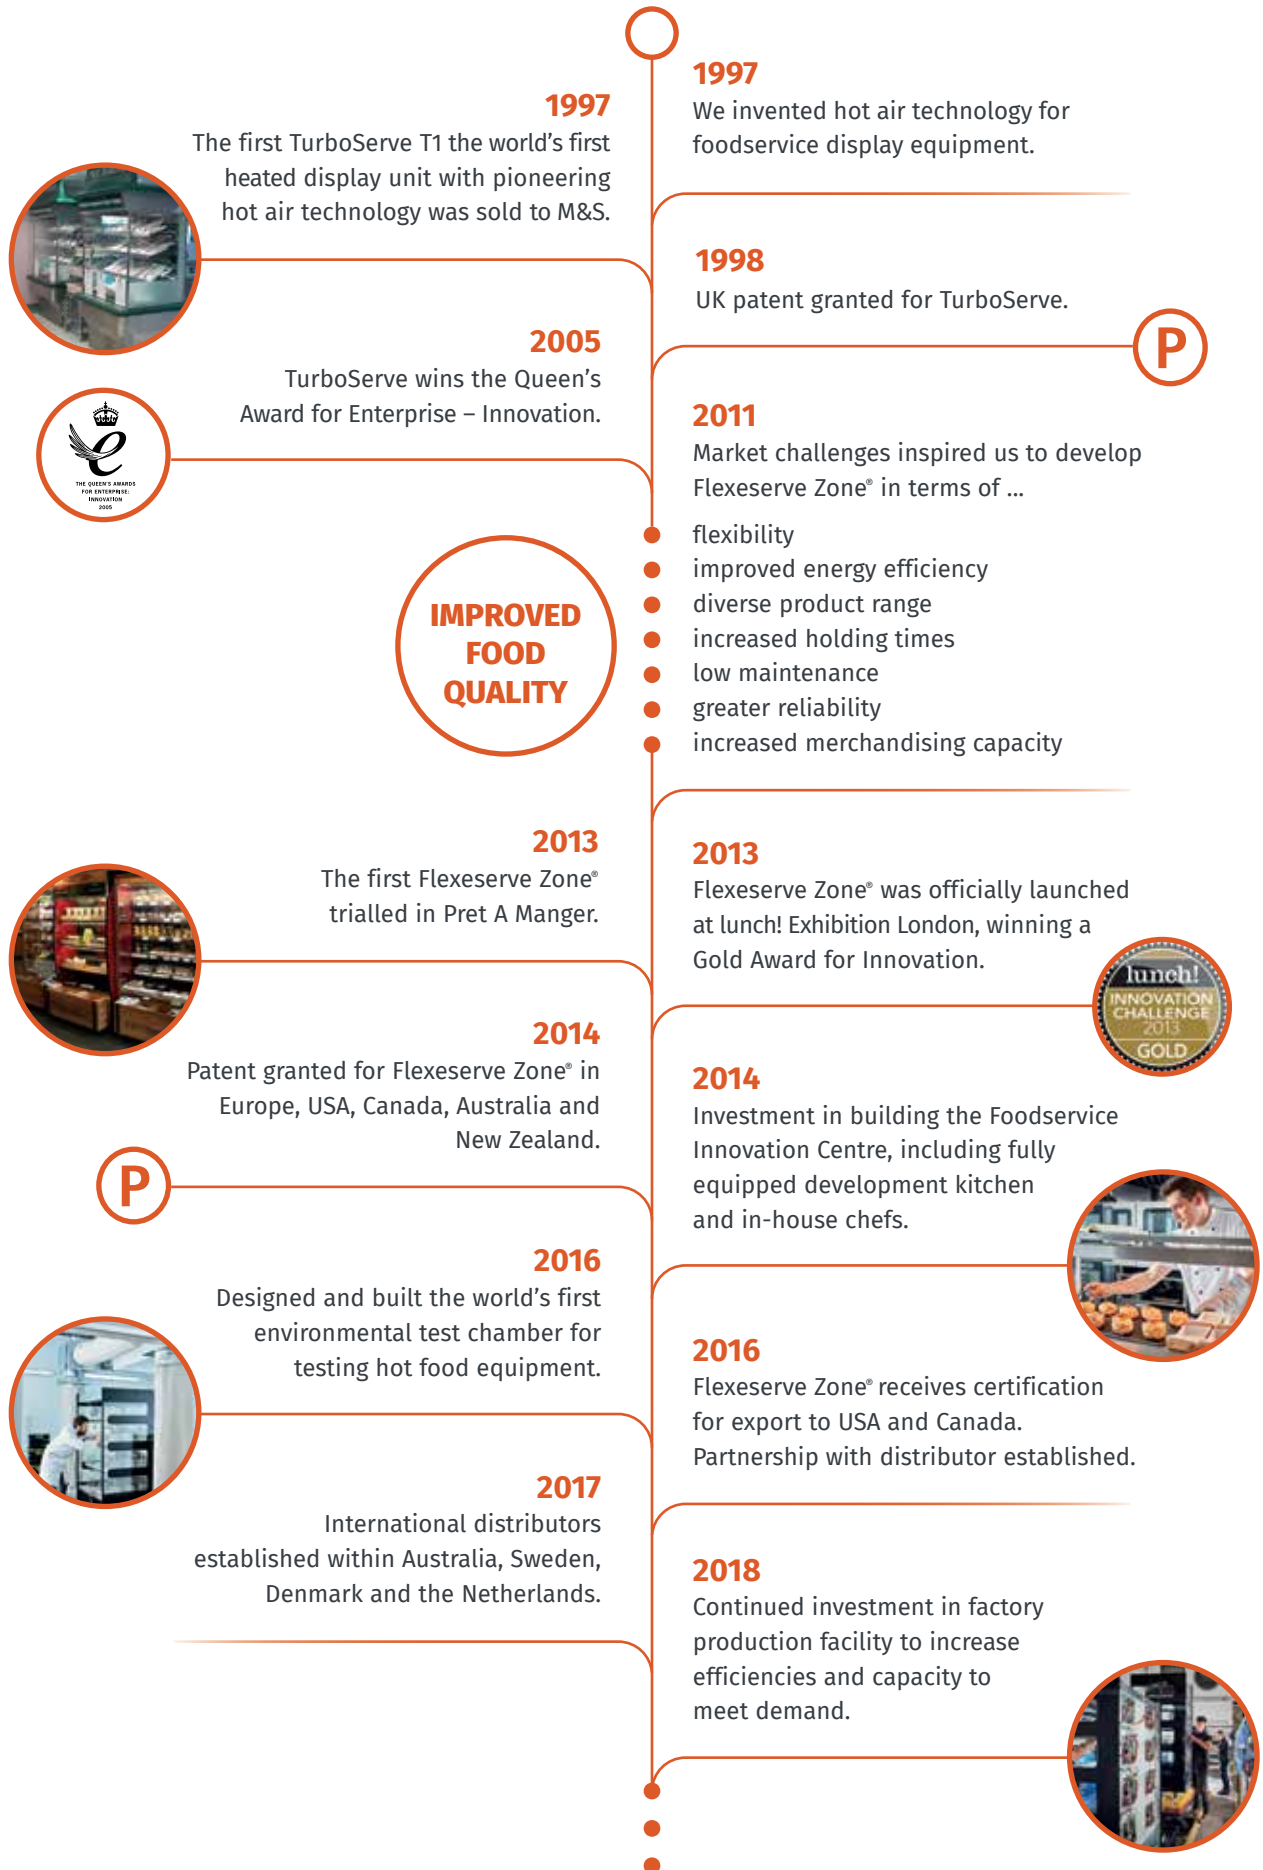 1997
We invented hot air technology for
foodservice display equipment.
1997
The first TurboServe T1 the world’s first
heated display unit with pioneering
hot air technology was sold to M&S.
1998
UK patent granted for TurboServe.
P
2005
TurboServe wins the Queen’s
Award for Enterprise – Innovation.
THE QUEEN'S AWARDS
FOR ENTERPRISE:
INNOVATION
2005
2011
Market challenges inspired us to develop
Flexeserve Zone® in terms of ...
flexibility
improved energy efficiency
diverse product range
increased holding times
low maintenance
greater reliability
increased merchandising capacity
IMPROVED
FOOD
QUALITY
2013
The first Flexeserve Zone®
trialled in Pret A Manger.
2013
Flexeserve Zone® was officially launched
at lunch! Exhibition London, winning a
Gold Award for Innovation.
lunch!
INNOVATION
CHALLENGE
2013
GOLD
2014
Patent granted for Flexeserve Zone® in
Europe, USA, Canada, Australia and
New Zealand.
P
2014
Investment in building the Foodservice
Innovation Centre, including fully
equipped development kitchen
and in-house chefs.
2016
Designed and built the world’s first
environmental test chamber for
testing hot food equipment.
2016
Flexeserve Zone® receives certification
for export to USA and Canada.
Partnership with distributor established.
2017
International distributors
established within Australia, Sweden,
Denmark and the Netherlands.
2018
Continued investment in factory
production facility to increase
efficiencies and capacity to
meet demand.